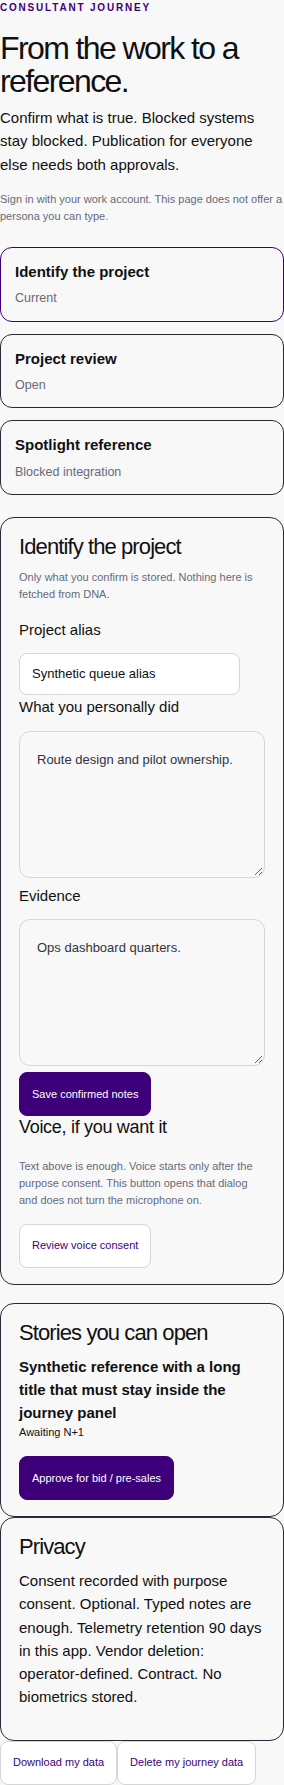 CONSULTANT JOURNEY
From the work to a
reference.
Confirm what is true. Blocked systems
stay blocked. Publication for everyone
else needs both approvals.
Sign in with your work account. This page does not offer a
persona you can type.
Identify the project
Current
Project review
Open
Spotlight reference
Blocked integration
Identify the project
Only what you confirm is stored. Nothing here is
fetched from DNA.
Project alias
Synthetic queue alias
What you personally did
Route design and pilot ownership.
Evidence
Ops dashboard quarters.
Save confirmed notes
Voice, if you want it
Text above is enough. Voice starts only after the
purpose consent. This button opens that dialog
and does not turn the microphone on.
Review voice consent
Stories you can open
Synthetic reference with a long
title that must stay inside the
journey panel
Awaiting N+1
Approve for bid / pre-sales
Privacy
Consent recorded with purpose
consent. Optional. Typed notes are
enough. Telemetry retention 90 days
in this app. Vendor deletion:
operator-defined. Contract. No
biometrics stored.
Download my data
Delete my journey data